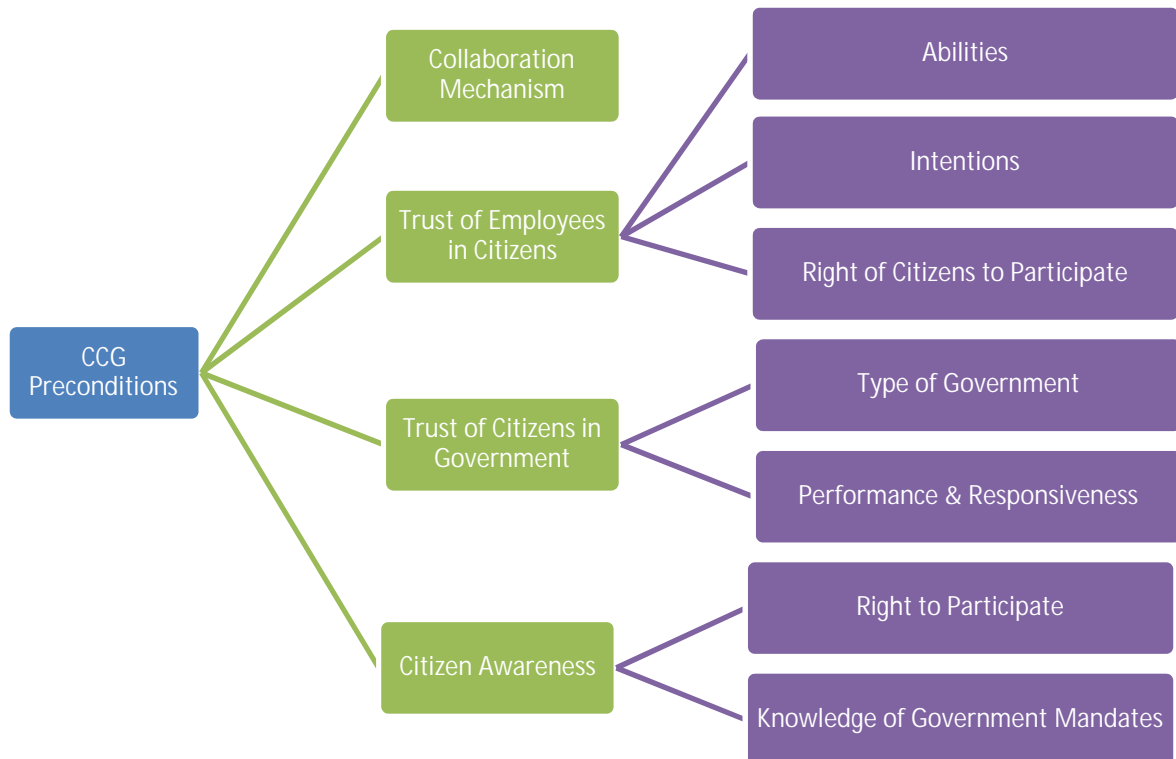 CCG
Preconditions
Collaboration
Mechanism
Trust of Employees
in Citizens
Abilities
Intentions
Right of Citizens to Participate
Trust of Citizens in
Government
Type of Government
Performance & Responsiveness
Citizen Awareness
Right to Participate
Knowledge of Government Mandates